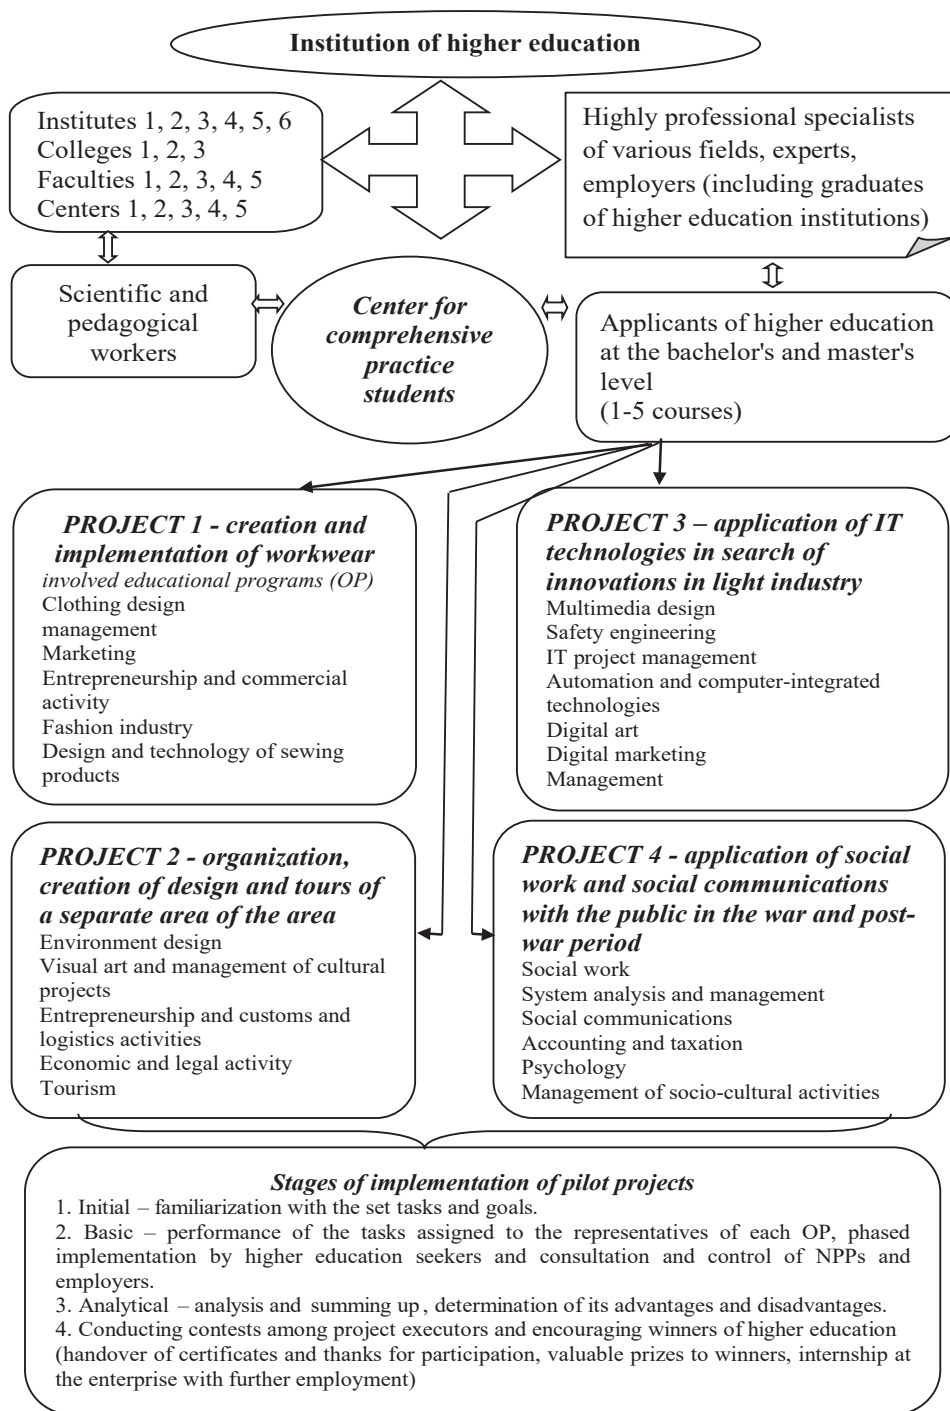 Institution of higher education
Institutes 1, 2, 3, 4, 5, 6
Colleges 1, 2, 3
Faculties 1, 2, 3, 4, 5
Centers 1, 2, 3, 4, 5
Highly professional specialists
of various fields, experts,
employers (including graduates
of higher education institutions)
Scientific and
pedagogical
workers
Center for
comprehensive
practice
students
Applicants of higher education
at the bachelor's and master's
level
(1-5 courses)
PROJECT 1 - creation and
implementation of workwear
involved educational programs (OP)
Clothing design
management
Marketing
Entrepreneurship and commercial
activity
Fashion industry
Design and technology of sewing
products
PROJECT 3 – application of IT
technologies in search of
innovations in light industry
Multimedia design
Safety engineering
IT project management
Automation and computer-integrated
technologies
Digital art
Digital marketing
Management
PROJECT 2 - organization,
creation of design and tours of
a separate area of the area
Environment design
Visual art and management of cultural
projects
Entrepreneurship and customs and
logistics activities
Economic and legal activity
Tourism
PROJECT 4 - application of social
work and social communications
with the public in the war and post-
war period
Social work
System analysis and management
Social communications
Accounting and taxation
Psychology
Management of socio-cultural activities
Stages of implementation of pilot projects
1. Initial – familiarization with the set tasks and goals.
2. Basic – performance of the tasks assigned to the representatives of each OP, phased
implementation by higher education seekers and consultation and control of NPPs and
employers.
3. Analytical – analysis and summing up, determination of its advantages and disadvantages.
4. Conducting contests among project executors and encouraging winners of higher education
(handover of certificates and thanks for participation, valuable prizes to winners, internship at
the enterprise with further employment)